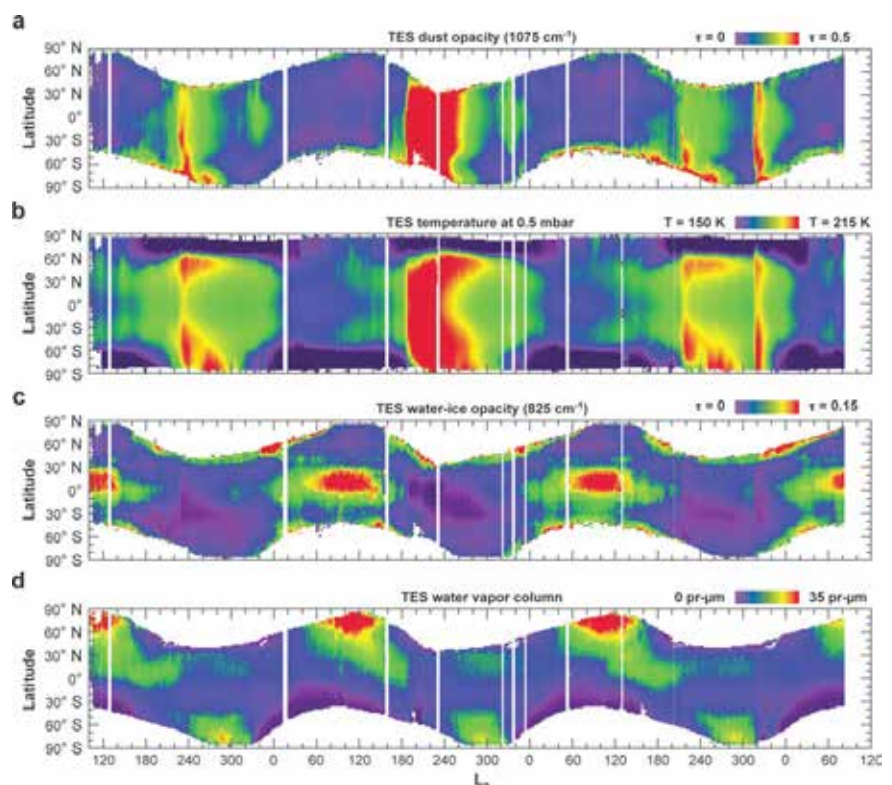 a
TES dust opacity (1075 cm⁻¹) τ = 0 τ = 0.5
90° N
60° N
30° N
0°
30° S
60° S
90° S
Latitude
b
TES temperature at 0.5 mbar T = 150 K T = 215 K
90° N
60° N
30° N
0°
30° S
60° S
90° S
Latitude
c
TES water-ice opacity (825 cm⁻¹) τ = 0 τ = 0.15
90° N
60° N
30° N
0°
30° S
60° S
90° S
Latitude
d
TES water vapor column 0 pr-μm 35 pr-μm
90° N
60° N
30° N
0°
30° S
60° S
90° S
Latitude
120 180 240 300 0 60 120 180 240 300 0 60 120 180 240 300 0 60 120